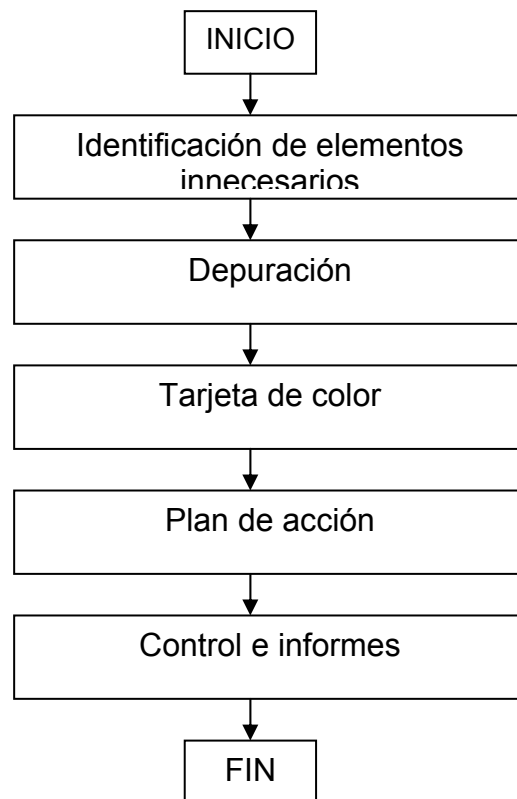 INICIO
Identificación de elementos
innecesarios
Depuración
Tarjeta de color
Plan de acción
Control e informes
FIN